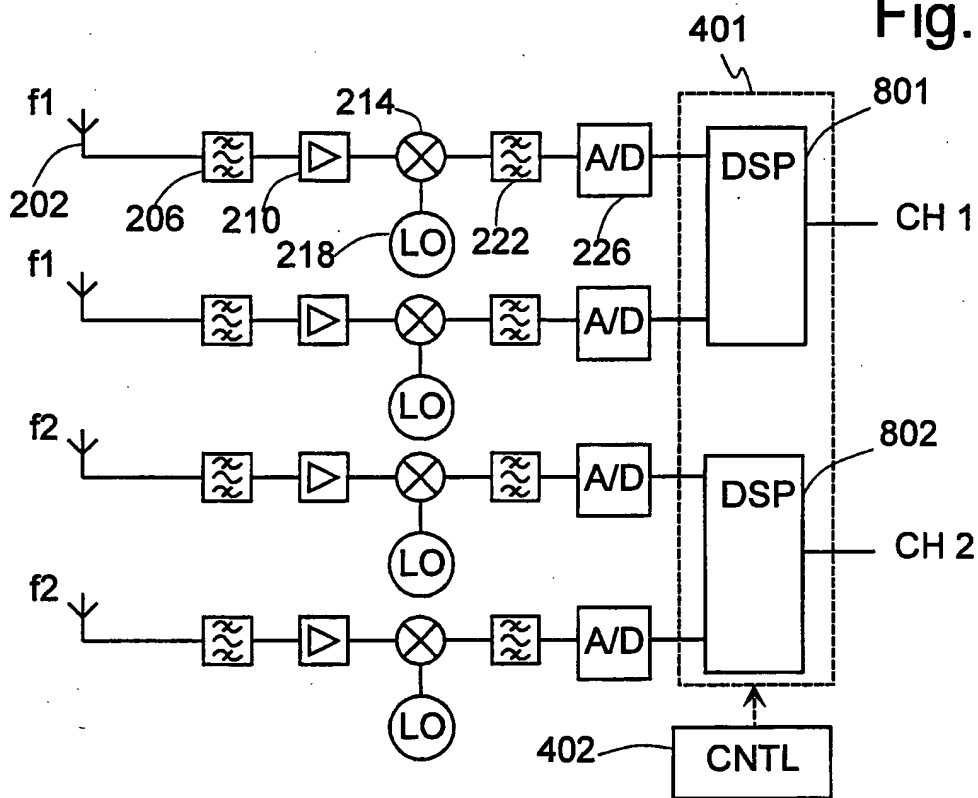 Fig.
401
f1
214
801
A/D
DSP
202
206
210
218
LO
222
226
CH 1
f1
A/D
LO
f2
802
A/D
DSP
LO
CH 2
f2
A/D
LO
402
CNTL